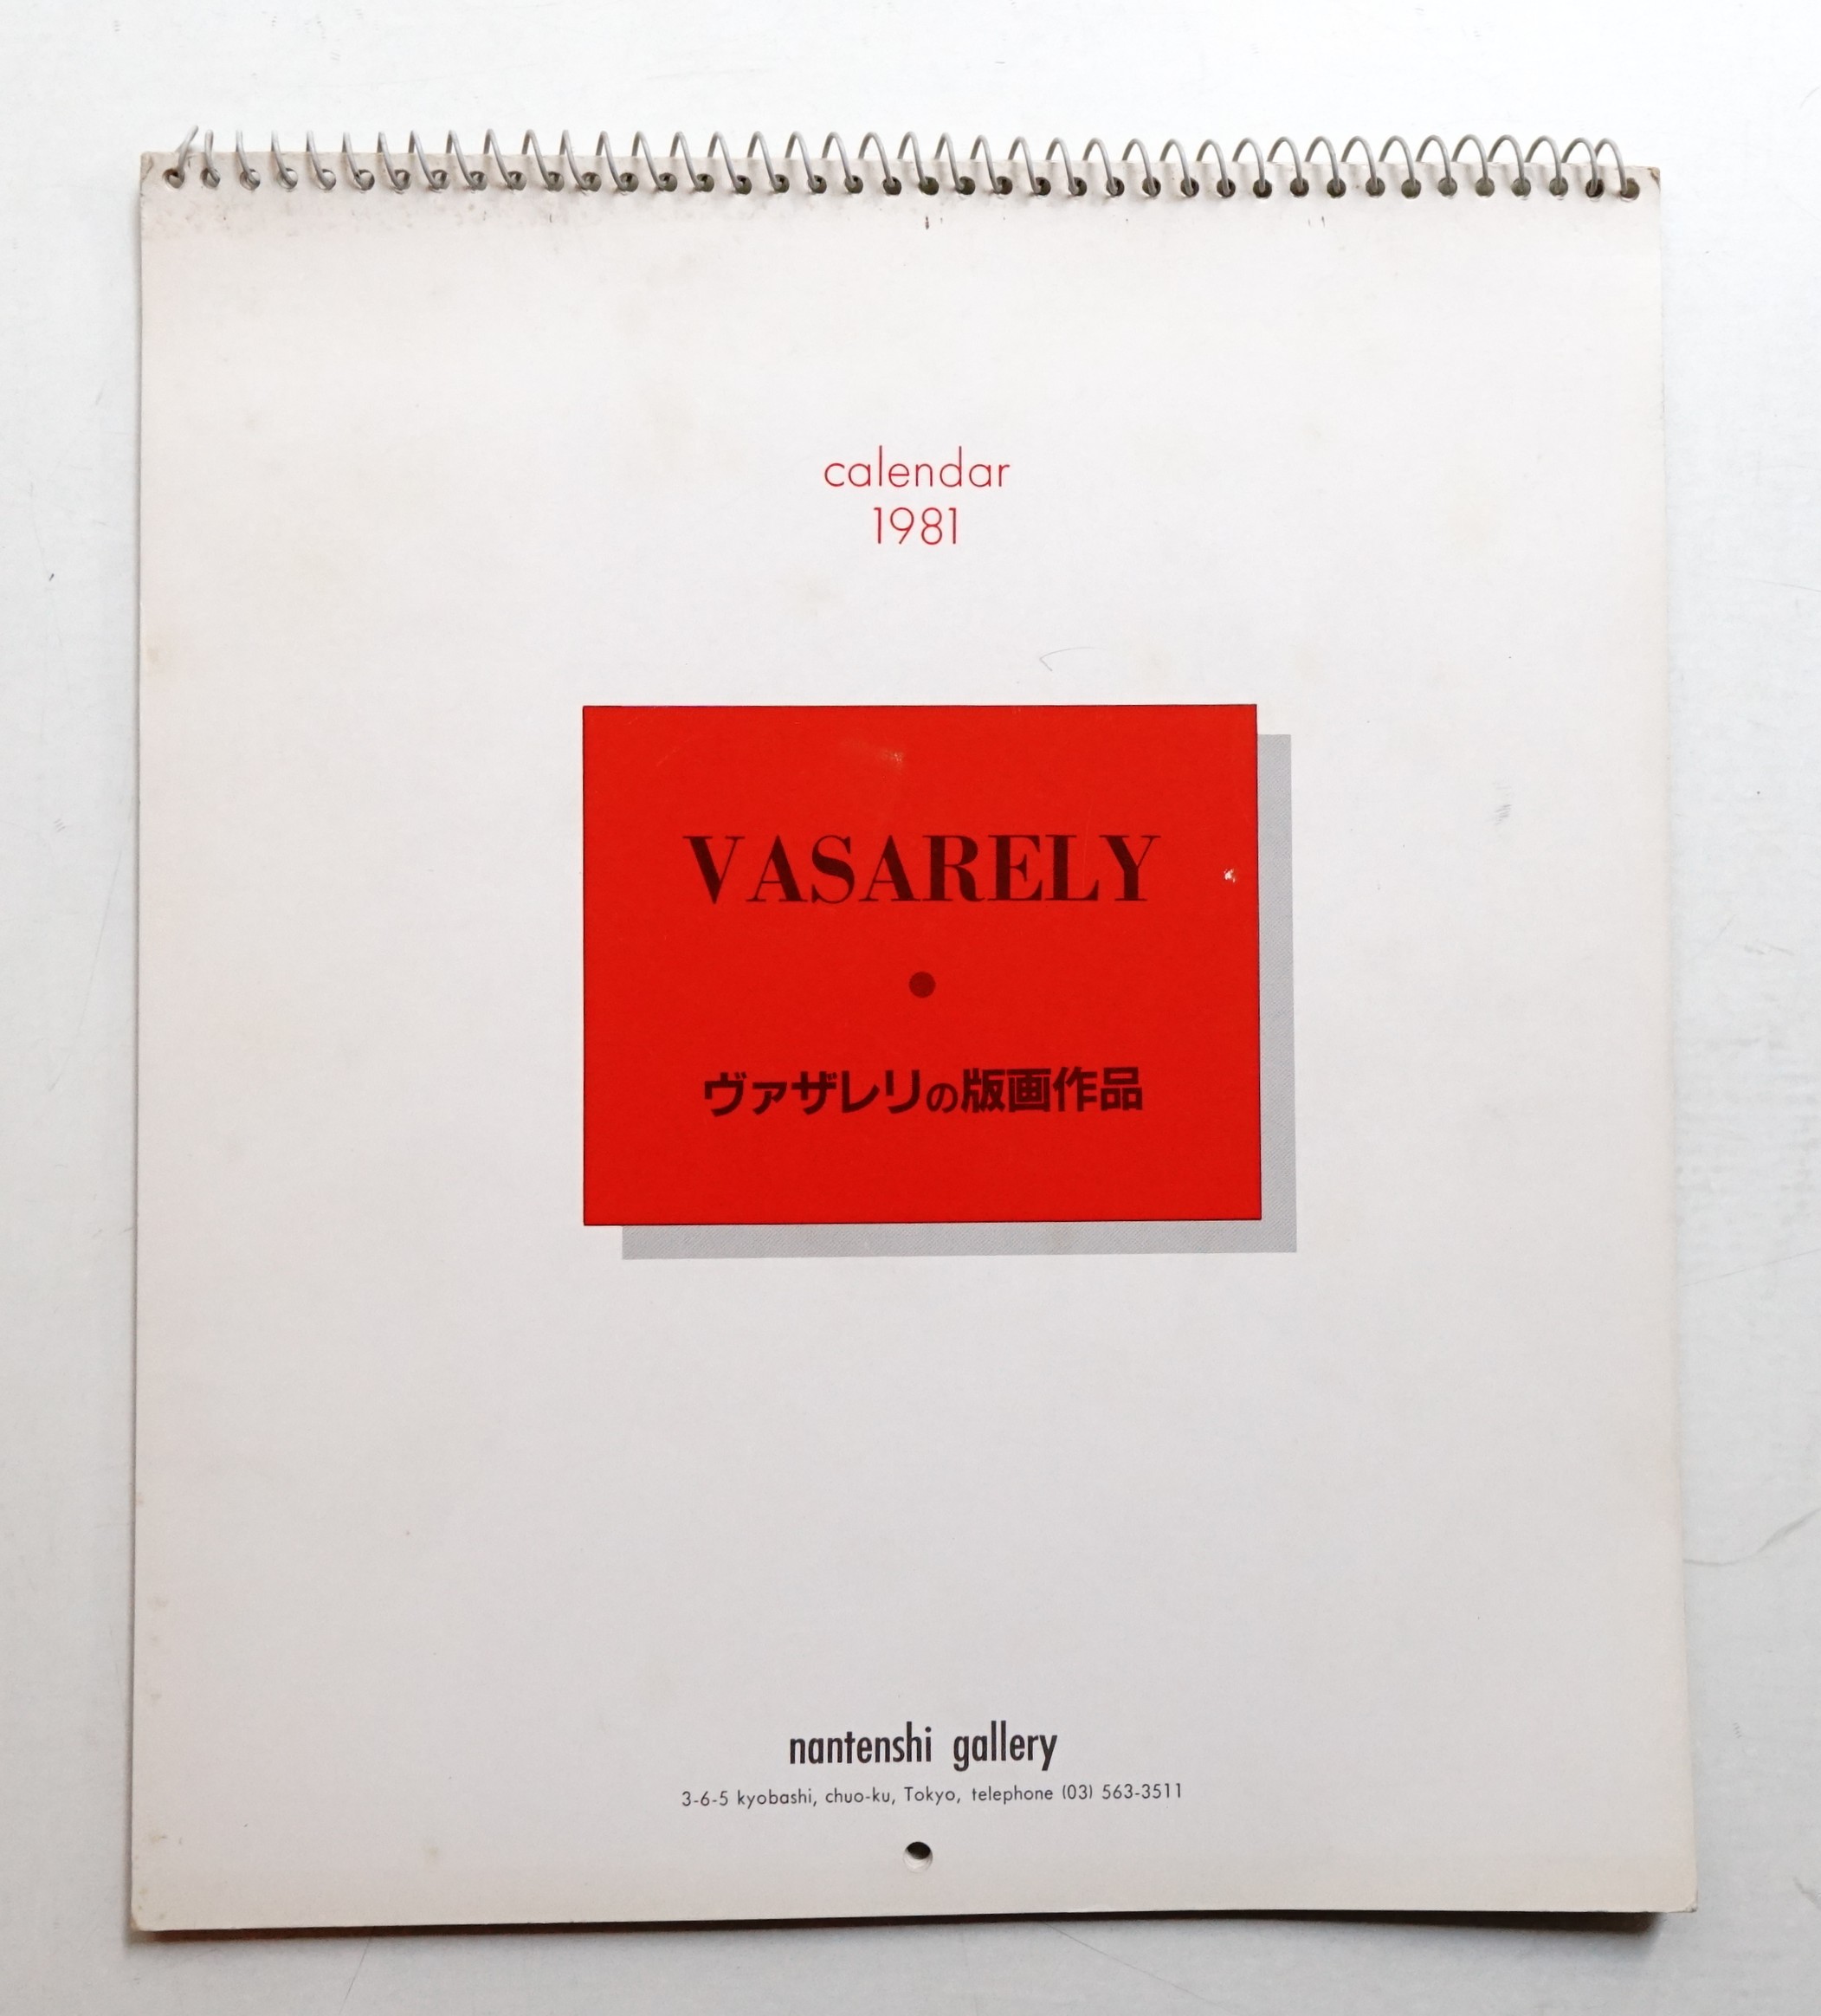 calendar
1981
VASARELY
●
ヴァザレリの版画作品
nantenshi gallery
3-6-5 kyobashi, chuo-ku, Tokyo, telephone (03) 563-3511